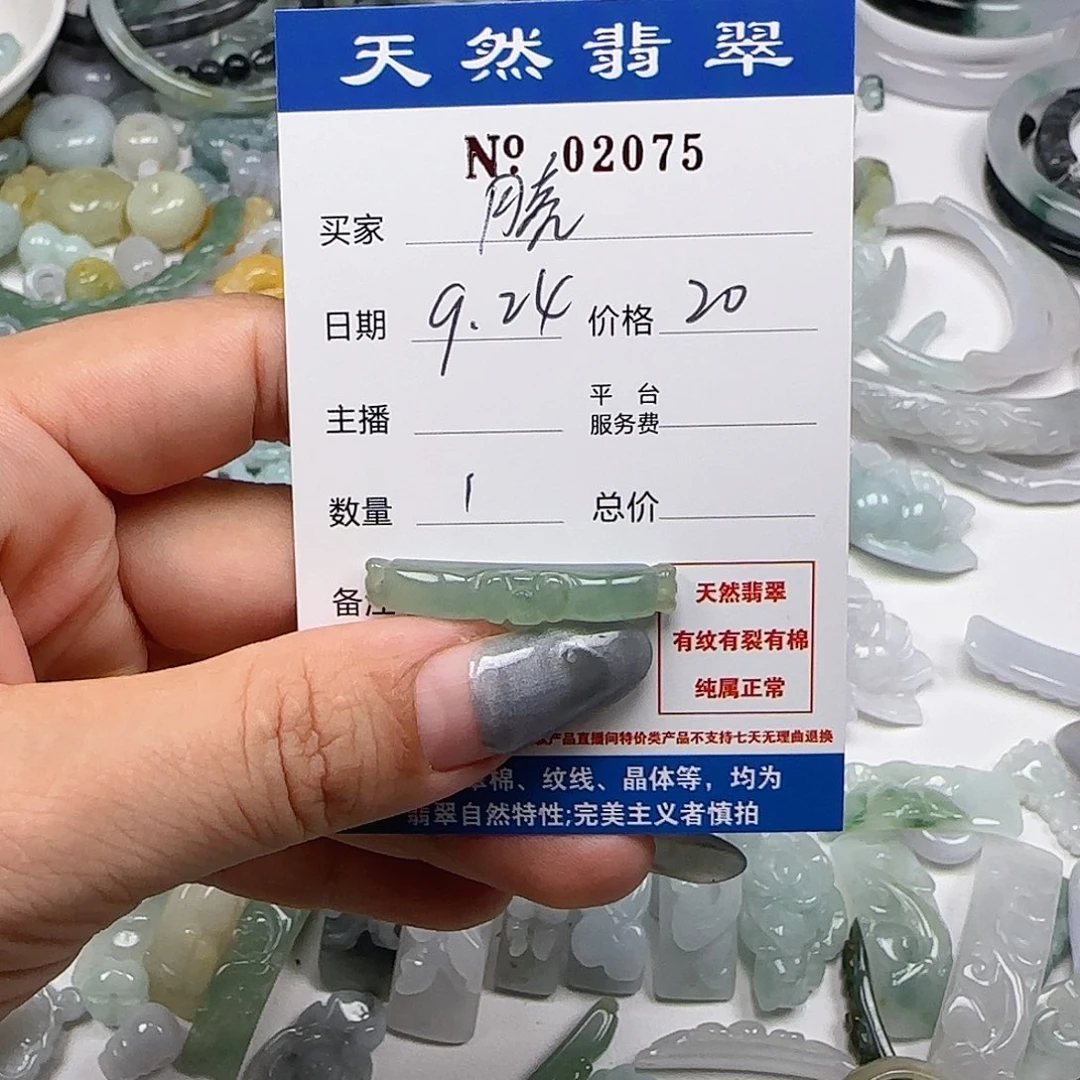 天然翡翠
No 02075
买家
日期 9.24 价格 20
主播 平台服务费
数量 1 总价
备注
天然翡翠
有纹有裂有棉
纯属正常
产品直播间特价类产品不支持七天无理由退换
棉、纹线、晶体等，均为
翡翠自然特性;完美主义者慎拍